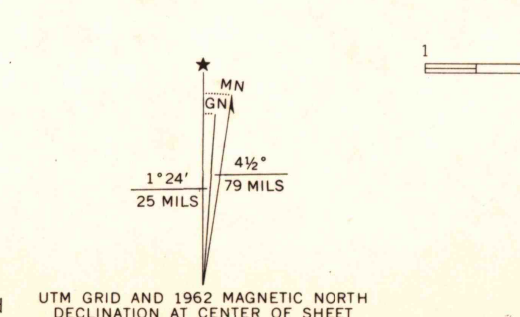 1
MN
GN
1°24′
25 MILS
4½°
79 MILS
UTM GRID AND 1962 MAGNETIC NORTH
DECLINATION AT CENTER OF SHEET